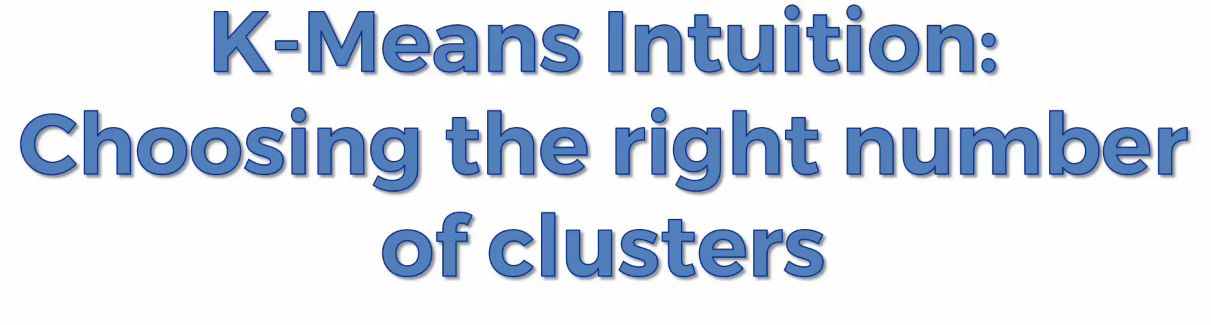 K-Means Intuition:
Choosing the right number
of clusters